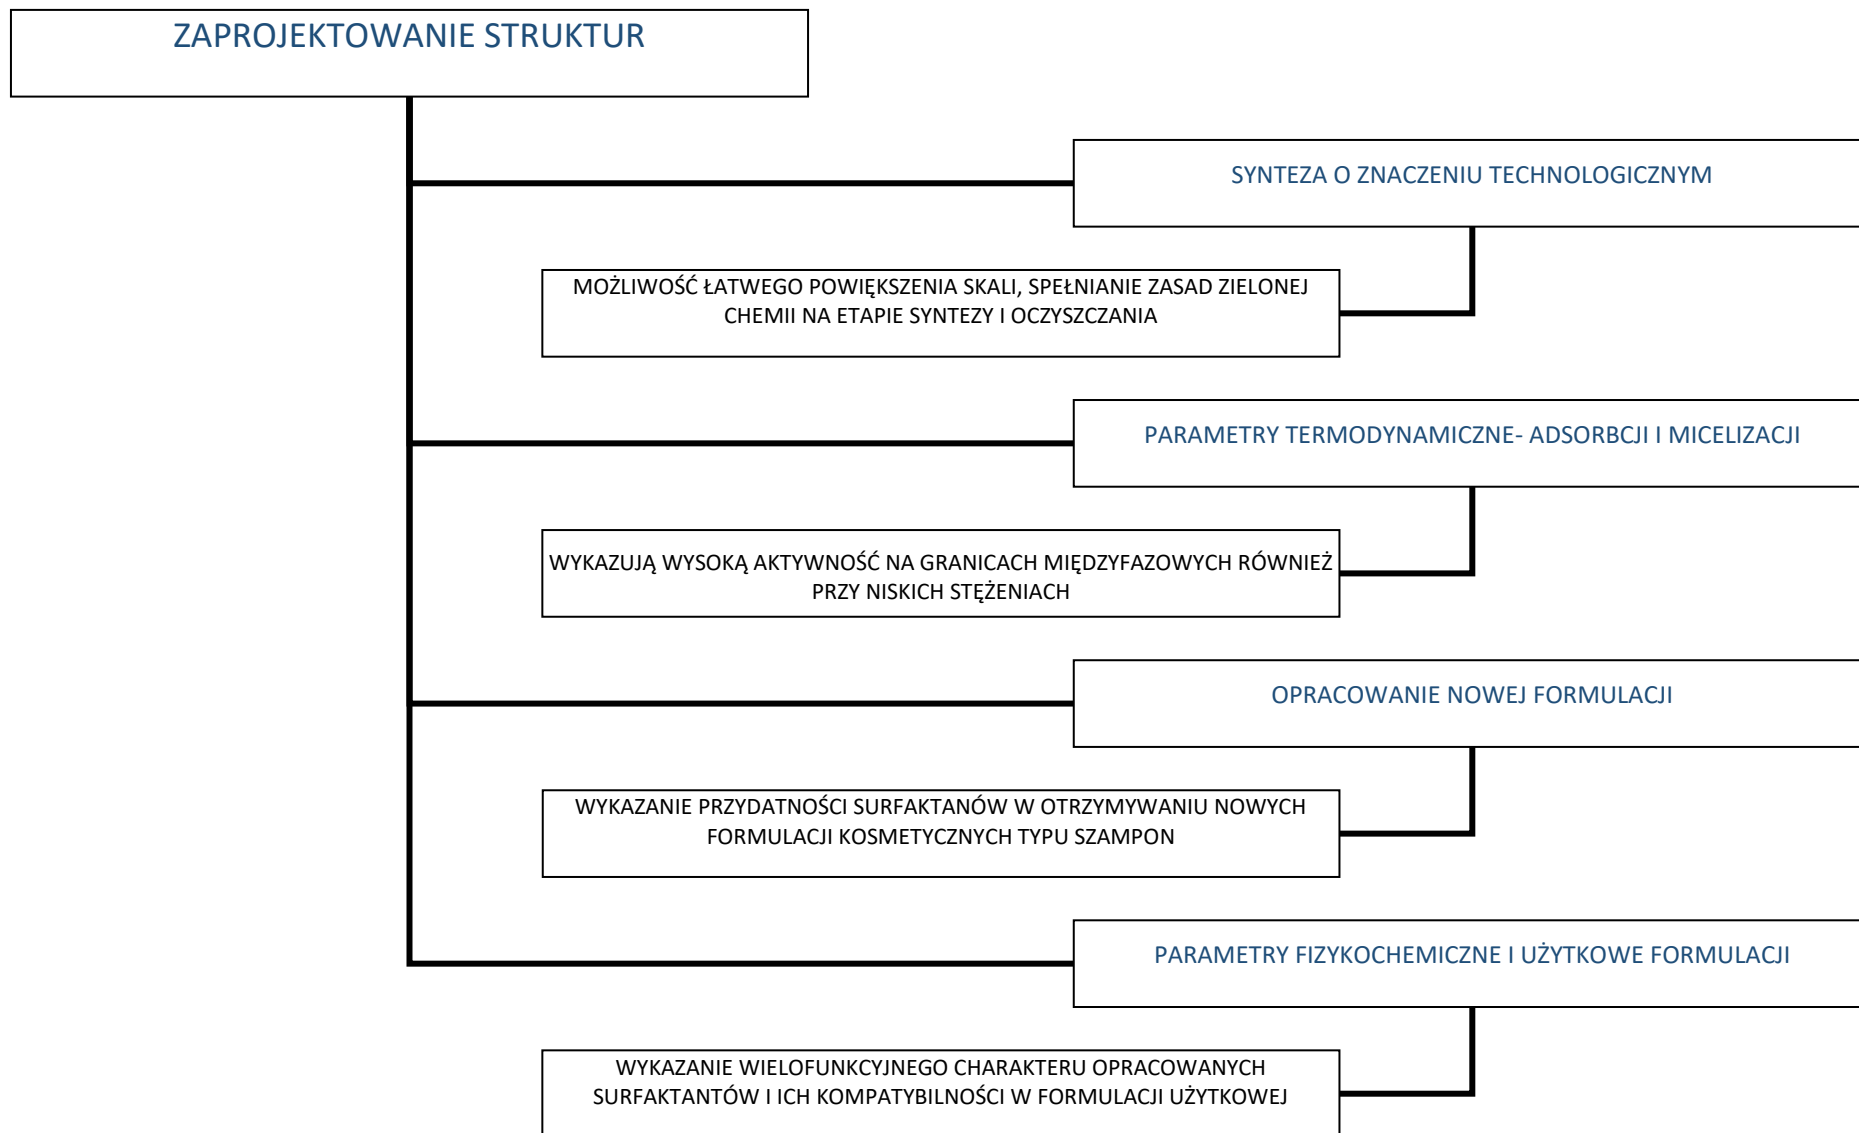 ZAPROJEKTOWANIE STRUKTUR
SYNTEZA O ZNACZENIU TECHNOLOGICZNYM
MOŻLIWOŚĆ ŁATWEGO POWIĘKSZENIA SKALI, SPEŁNIANIE ZASAD ZIELONEJ
CHEMII NA ETAPIE SYNTEZY I OCZYSZCZANIA
PARAMETRY TERMODYNAMICZNE- ADSORBCJI I MICELIZACJI
WYKAZUJĄ WYSOKĄ AKTYWNOŚĆ NA GRANICACH MIĘDZYFAZOWYCH RÓWNIEŻ
PRZY NISKICH STĘŻENIACH
OPRACOWANIE NOWEJ FORMULACJI
WYKAZANIE PRZYDATNOŚCI SURFAKTANÓW W OTRZYMYWANIU NOWYCH
FORMULACJI KOSMETYCZNYCH TYPU SZAMPON
PARAMETRY FIZYKOCHEMICZNE I UŻYTKOWE FORMULACJI
WYKAZANIE WIELOFUNKCYJNEGO CHARAKTERU OPRACOWANYCH
SURFAKTANTÓW I ICH KOMPATYBILNOŚCI W FORMULACJI UŻYTKOWEJ